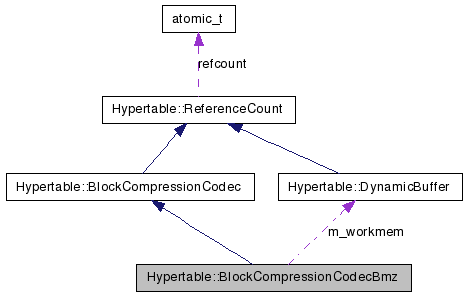 atomic_t
refcount
Hypertable::ReferenceCount
Hypertable::BlockCompressionCodec
Hypertable::DynamicBuffer
m_workmem
Hypertable::BlockCompressionCodecBmz